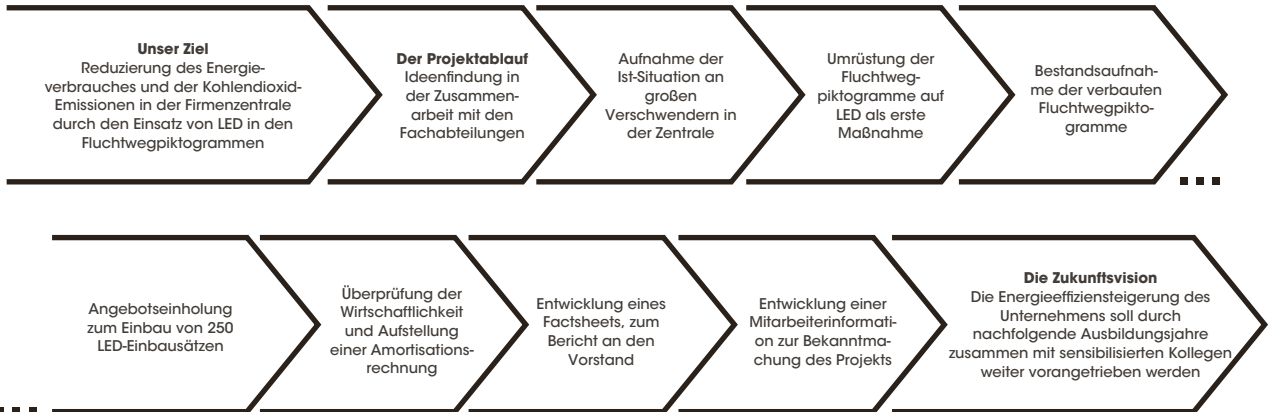 Unser Ziel
Reduzierung des Energie-
verbrauches und der Kohlendioxid-
Emissionen in der Firmenzentrale
durch den Einsatz von LED in den
Fluchtwegpiktogrammen
Der Projektablauf
Ideenfindung in
der Zusammen-
arbeit mit den
Fachabteilungen
Aufnahme der
Ist-Situation an
großen
Verschwendern in
der Zentrale
Umrüstung der
Fluchtweg-
piktogramme auf
LED als erste
Maßnahme
Bestandsaufnah-
me der verbauten
Fluchtwegpikto-
gramme
...
Angebotseinholung
zum Einbau von 250
LED-Einbausätzen
Überprüfung der
Wirtschaftlichkeit
und Aufstellung
einer Amortisations-
rechnung
Entwicklung eines
Factsheets, zum
Bericht an den
Vorstand
Entwicklung einer
Mitarbeiterinformati-
on zur Bekanntma-
chung des Projekts
Die Zukunftsvision
Die Energieeffiziensteigerung des
Unternehmens soll durch
nachfolgende Ausbildungsjahre
zusammen mit sensibilisierten Kollegen
weiter vorangetrieben werden
...